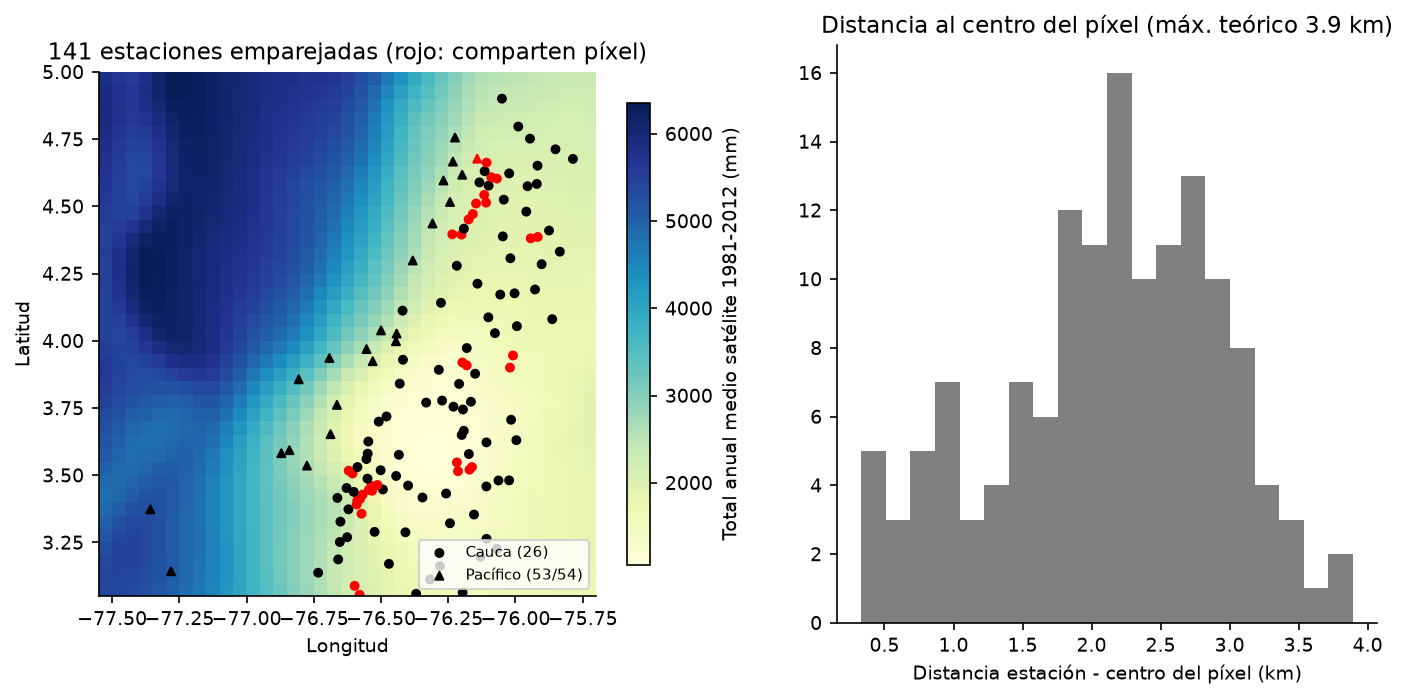 141 estaciones emparejadas (rojo: comparten píxel)
5.00
4.75
4.50
4.25
4.00
3.75
3.50
3.25
Latitud
−77.50 −77.25 −77.00 −76.75 −76.50 −76.25 −76.00 −75.75
Longitud
Cauca (26)
Pacífico (53/54)
6000
5000
4000
3000
2000
Total anual medio satélite 1981-2012 (mm)
Distancia al centro del píxel (máx. teórico 3.9 km)
16
14
12
10
8
6
4
2
0
0.5 1.0 1.5 2.0 2.5 3.0 3.5 4.0
Distancia estación - centro del píxel (km)